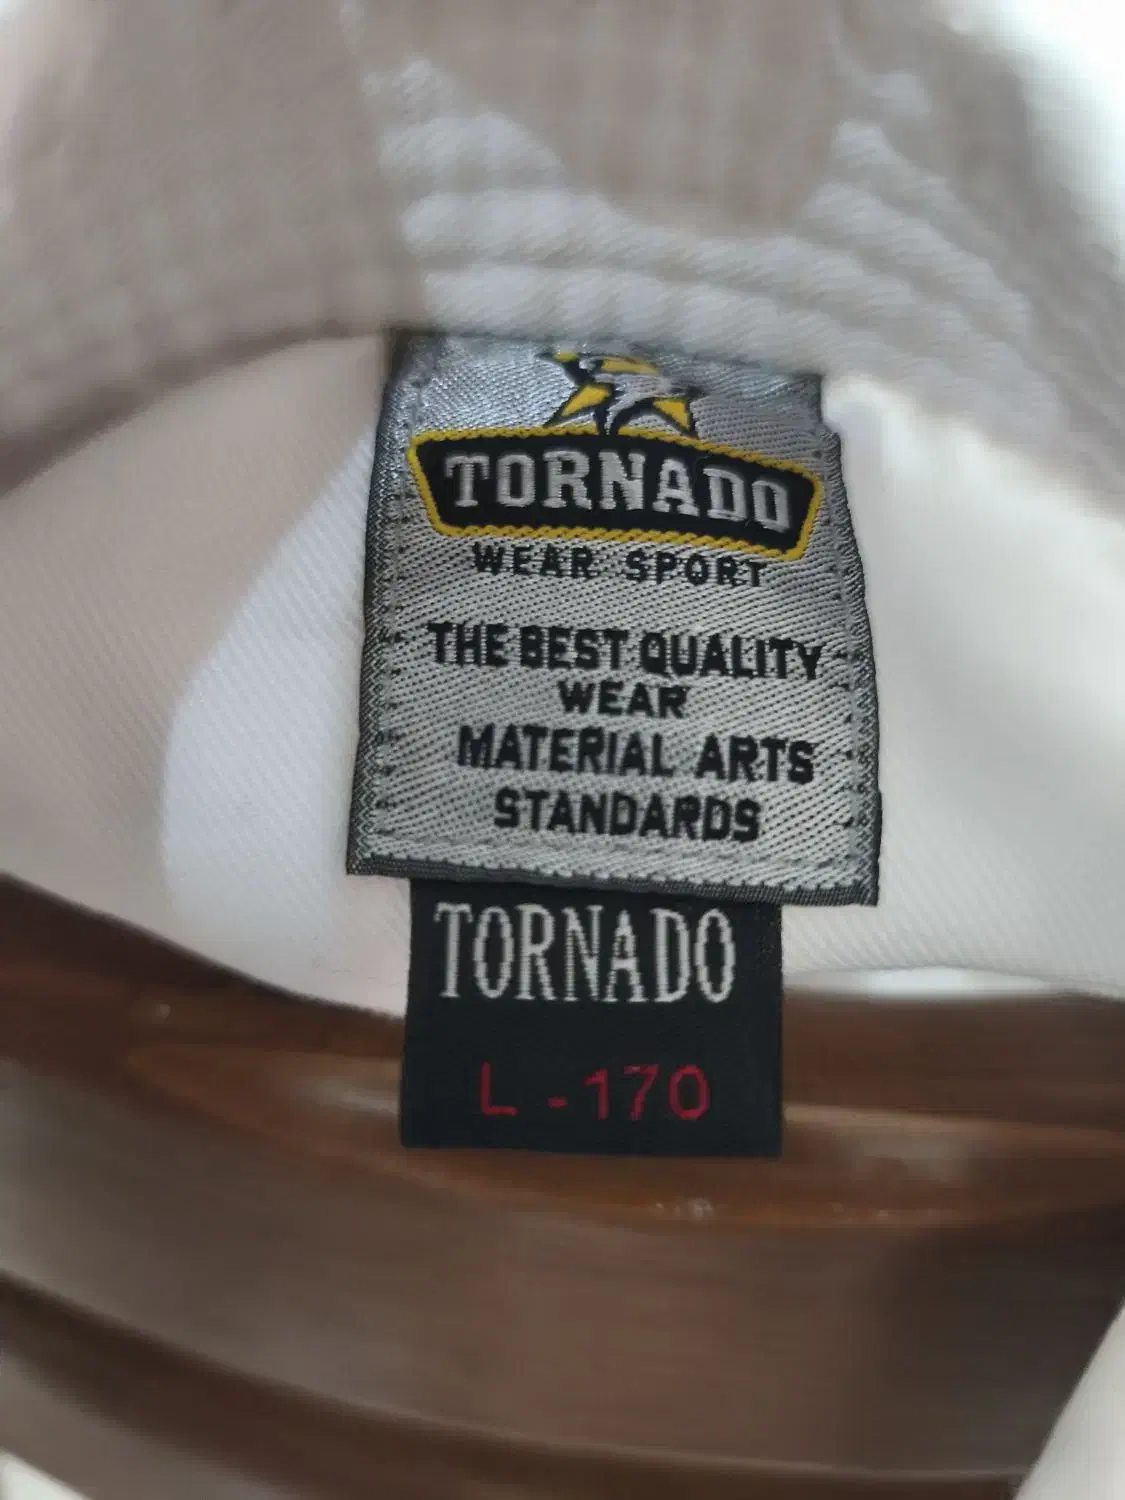 TORNADO
WEAR SPORT
THE BEST QUALITY
WEAR
MATERIAL ARTS
STANDARDS
TORNADO
L - 170